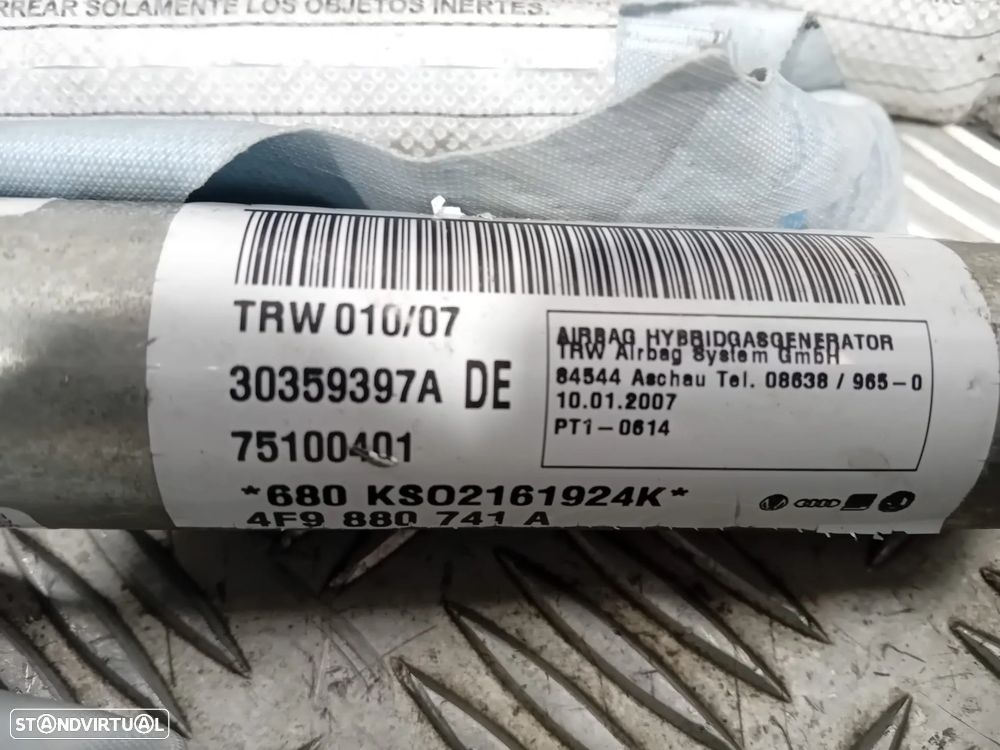 RREAR SOLAMENTE LOS OBJETOS INERTES.
TRW 010/07
30359397A DE
75100401
*680 KSO2161924K*
4F9 880 741 A
AIRBAG HYBRIDGASGENERATOR
TRW Airbag System GmbH
84544 Aschau Tel. 08638 / 965-0
10.01.2007
PT1-0614
STANDVIRTUAL